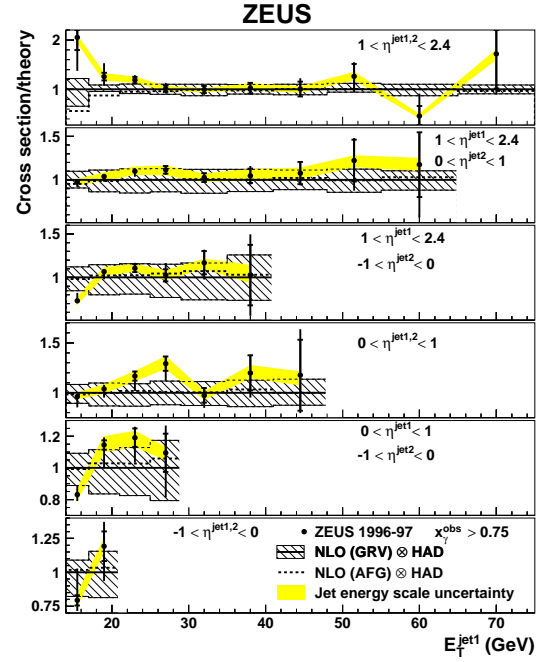 ZEUS
Cross section/theory
1 < η^jet1,2 < 2.4
2
1
1 < η^jet1 < 2.4
0 < η^jet2 < 1
1.5
1
0.5
1 < η^jet1 < 2.4
-1 < η^jet2 < 0
1.5
1
0.5
0 < η^jet1,2 < 1
1.5
1
0 < η^jet1 < 1
-1 < η^jet2 < 0
1.2
1
0.8
-1 < η^jet1,2 < 0
ZEUS 1996-97 x_γ^obs > 0.75
NLO (GRV) ⊗ HAD
NLO (AFG) ⊗ HAD
Jet energy scale uncertainty
1.25
1
0.75
20 30 40 50 60 70
E_T^jet1 (GeV)